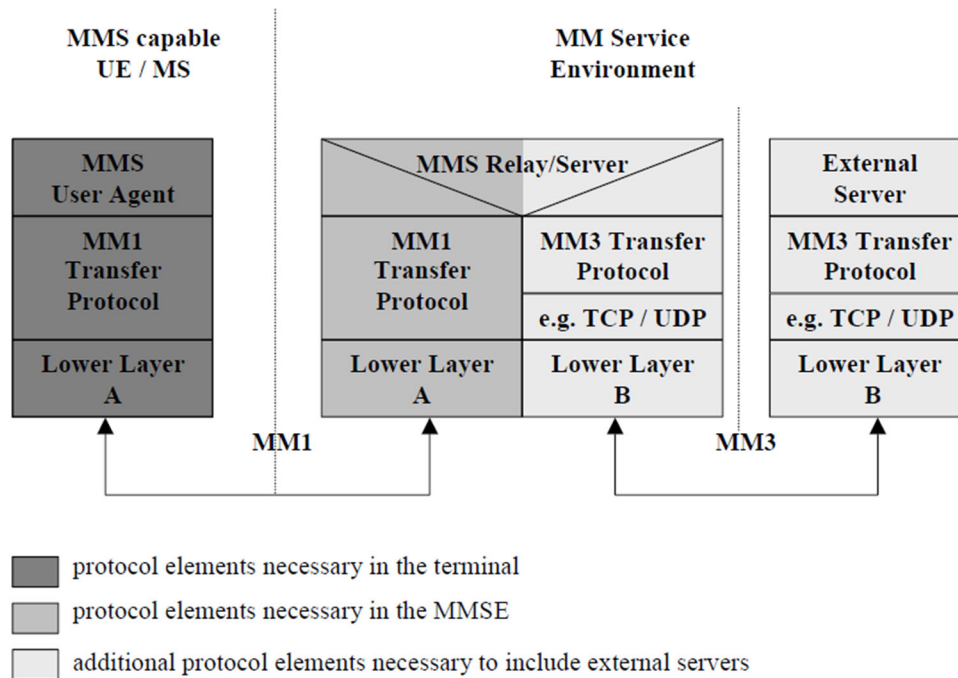 MMS capable
UE / MS
MM Service
Environment
MMS
User Agent
MM1
Transfer
Protocol
Lower Layer
A
MMS Relay/Server
MM1
Transfer
Protocol
Lower Layer
A
MM3 Transfer
Protocol
e.g. TCP / UDP
Lower Layer
B
External
Server
MM3 Transfer
Protocol
e.g. TCP / UDP
Lower Layer
B
MM1
MM3
protocol elements necessary in the terminal
protocol elements necessary in the MMSE
additional protocol elements necessary to include external servers